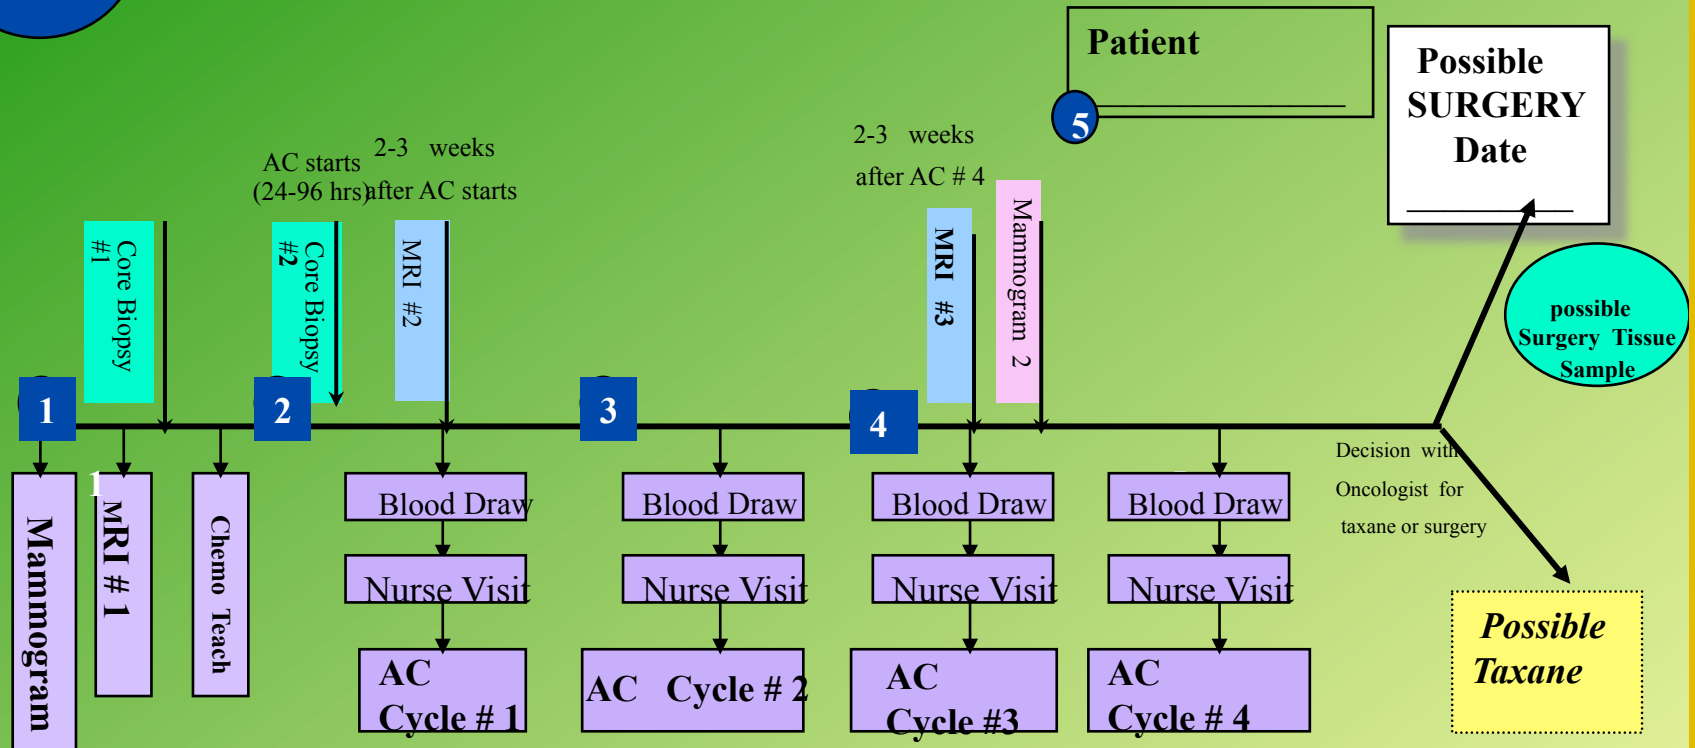 Patient
____________________
5
Possible
SURGERY
Date
_____________
2-3 weeks
after AC # 4
AC starts
(24-96 hrs)
2-3 weeks
after AC starts
Core Biopsy
#1
Core Biopsy
#2
MRI #2
MRI #3
Mammogram 2
possible
Surgery Tissue
Sample
1
2
3
4
Decision with
Oncologist for
taxane or surgery
Mammogram
1
MRI # 1
Chemo Teach
Blood Draw
Nurse Visit
AC
Cycle # 1
Blood Draw
Nurse Visit
AC Cycle # 2
Blood Draw
Nurse Visit
AC
Cycle #3
Blood Draw
Nurse Visit
AC
Cycle # 4
Possible
Taxane